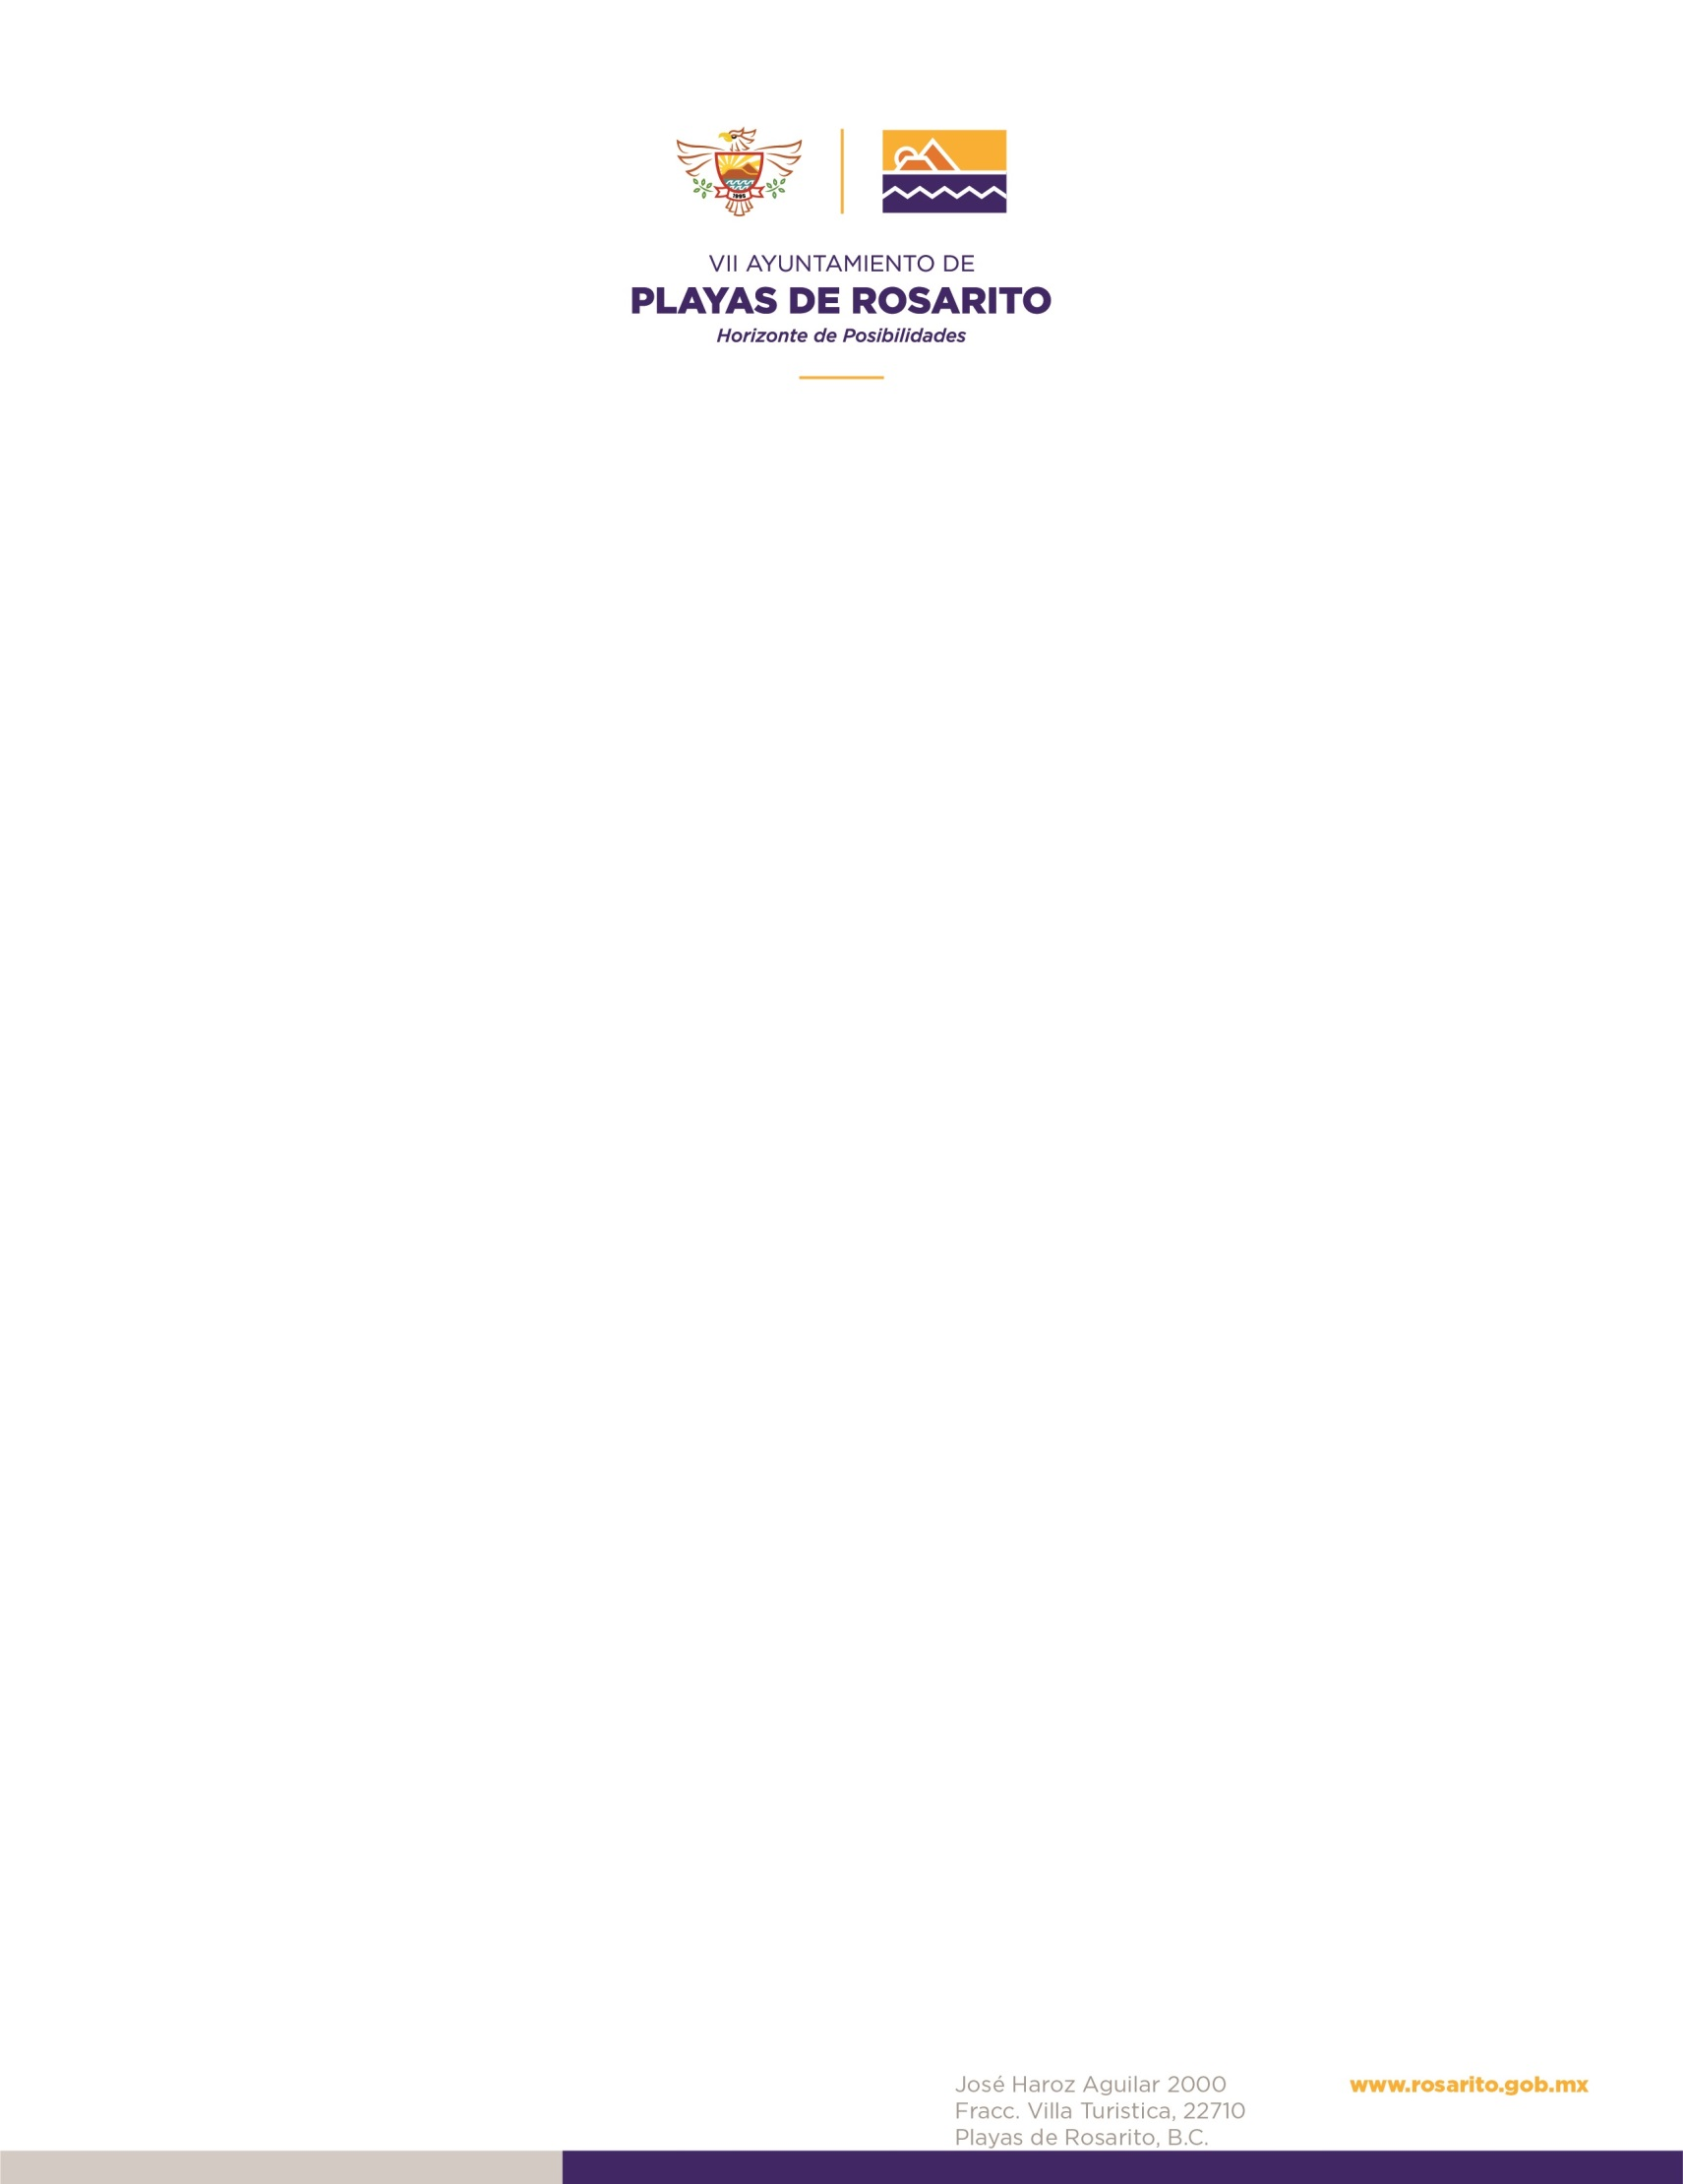 1995
VII AYUNTAMIENTO DE
PLAYAS DE ROSARITO
Horizonte de Posibilidades
José Haroz Aguilar 2000
Fracc. Villa Turistica, 22710
Playas de Rosarito, B.C.
www.rosarito.gob.mx